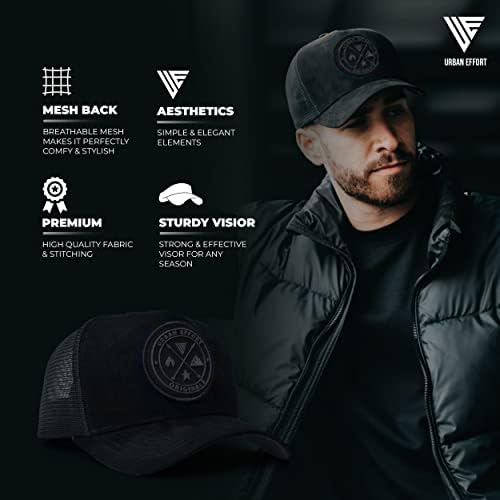 URBAN EFFORT
MESH BACK
BREATHABLE MESH
MAKES IT PERFECTLY
COMFY & STYLISH
AESTHETICS
SIMPLE & ELEGANT
ELEMENTS
PREMIUM
HIGH QUALITY FABRIC
& STITCHING
STURDY VISIOR
STRONG & EFFECTIVE
VISOR FOR ANY
SEASON
URBAN EFFORT
ORIGINALS